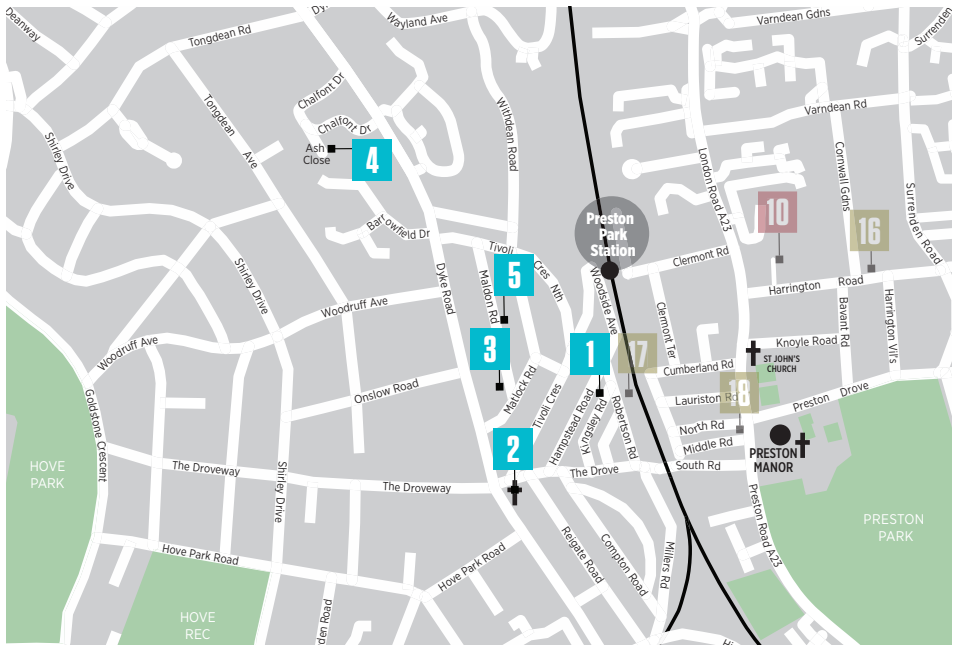 Deanway
Tongdean Rd
Dy
Wayland Ave
Varndean Gdns
Surrenden
Chalfont Dr
Tongdean Ave
Withdean Road
Varndean Rd
Chalfont Dr
Ash
Close
4
Shirley Drive
London Road A23
Cornwall Gdns
Surrenden Road
10
16
Preston
Park
Station
Barrowfield Dr
Tivoli Cres Nth
Clermont Rd
5
Shirley Drive
Dyke Road
Maldon Rd
Woodside Ave
Harrington Road
Woodruff Ave
Clermont Ter
Bavant Rd
Harrington Vil's
Woodruff Ave
3
1
17
Knoyle Road
ST JOHN'S
CHURCH
Cumberland Rd
Onslow Road
Matlock Rd
Tivoli Cres
Hampstead Road
Kingsley Rd
Robertson Rd
18
Lauriston Rd
Preston Drove
Goldstone Crescent
North Rd
Middle Rd
2
PRESTON
MANOR
HOVE
PARK
The Droveway
Shirley Drive
The Droveway
The Drove
South Rd
Preston Road A23
PRESTON
PARK
Hove Park Road
Hove Park Road
Reigate Road
Compton Road
Millers Rd
HOVE
REC
den Road
Hi